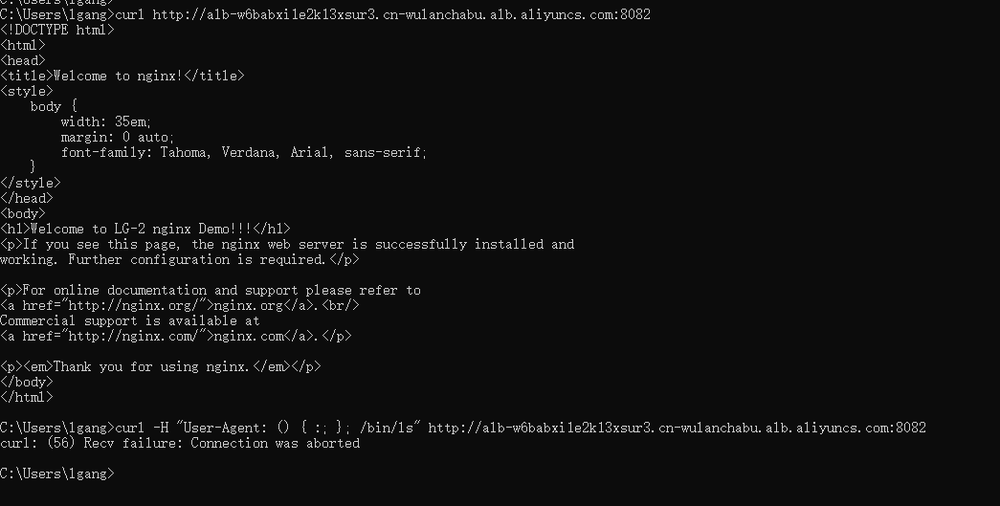 C:\Users\lgang>
C:\Users\lgang>curl http://alb-w6babxi1e2kl3xsur3.cn-wulanchabu.alb.aliyuncs.com:8082
<!DOCTYPE html>
<html>
<head>
<title>Welcome to nginx!</title>
<style>
    body {
        width: 35em;
        margin: 0 auto;
        font-family: Tahoma, Verdana, Arial, sans-serif;
    }
</style>
</head>
<body>
<h1>Welcome to LG-2 nginx Demo!!!</h1>
<p>If you see this page, the nginx web server is successfully installed and
working. Further configuration is required.</p>

<p>For online documentation and support please refer to
<a href="http://nginx.org/">nginx.org</a>.<br/>
Commercial support is available at
<a href="http://nginx.com/">nginx.com</a>.</p>

<p><em>Thank you for using nginx.</em></p>
</body>
</html>

C:\Users\lgang>curl -H "User-Agent: () { :; }; /bin/ls" http://alb-w6babxi1e2kl3xsur3.cn-wulanchabu.alb.aliyuncs.com:8082
curl: (56) Recv failure: Connection was aborted

C:\Users\lgang>